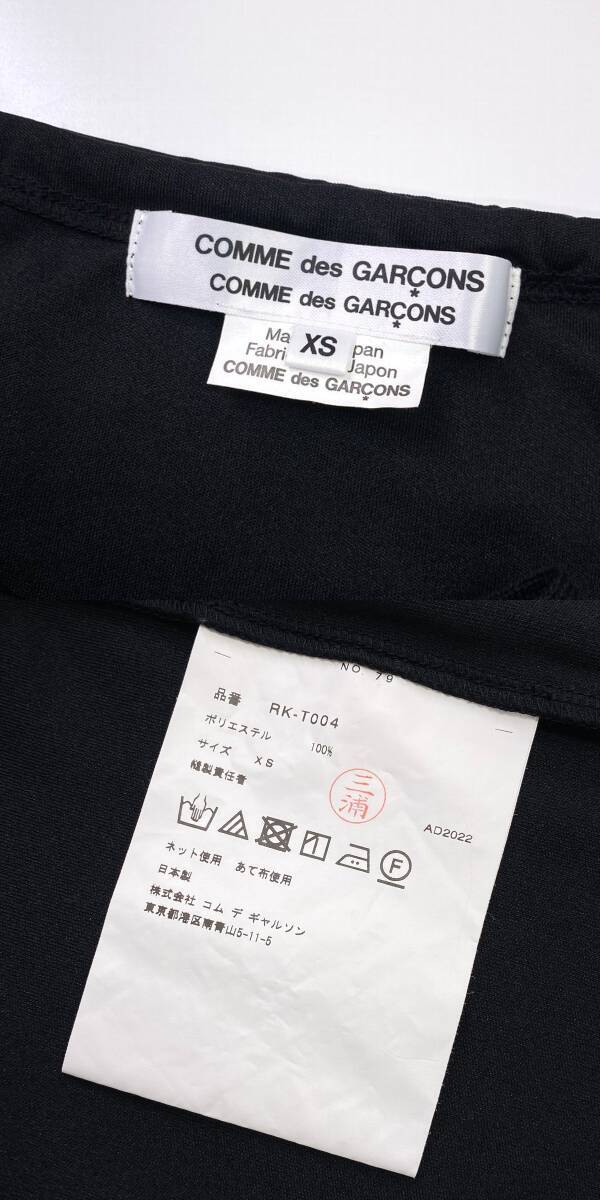 COMME des GARÇONS
COMME des GARÇONS
Ma XS pan
Fabri Japon
COMME des GARÇONS
NO. 79
品番 RK-T004
ポリエステル 100%
サイズ XS
縫製責任者
三浦
AD2022
F
ネット使用 あて布使用
日本製
株式会社 コム デ ギャルソン
東京都港区南青山5-11-5